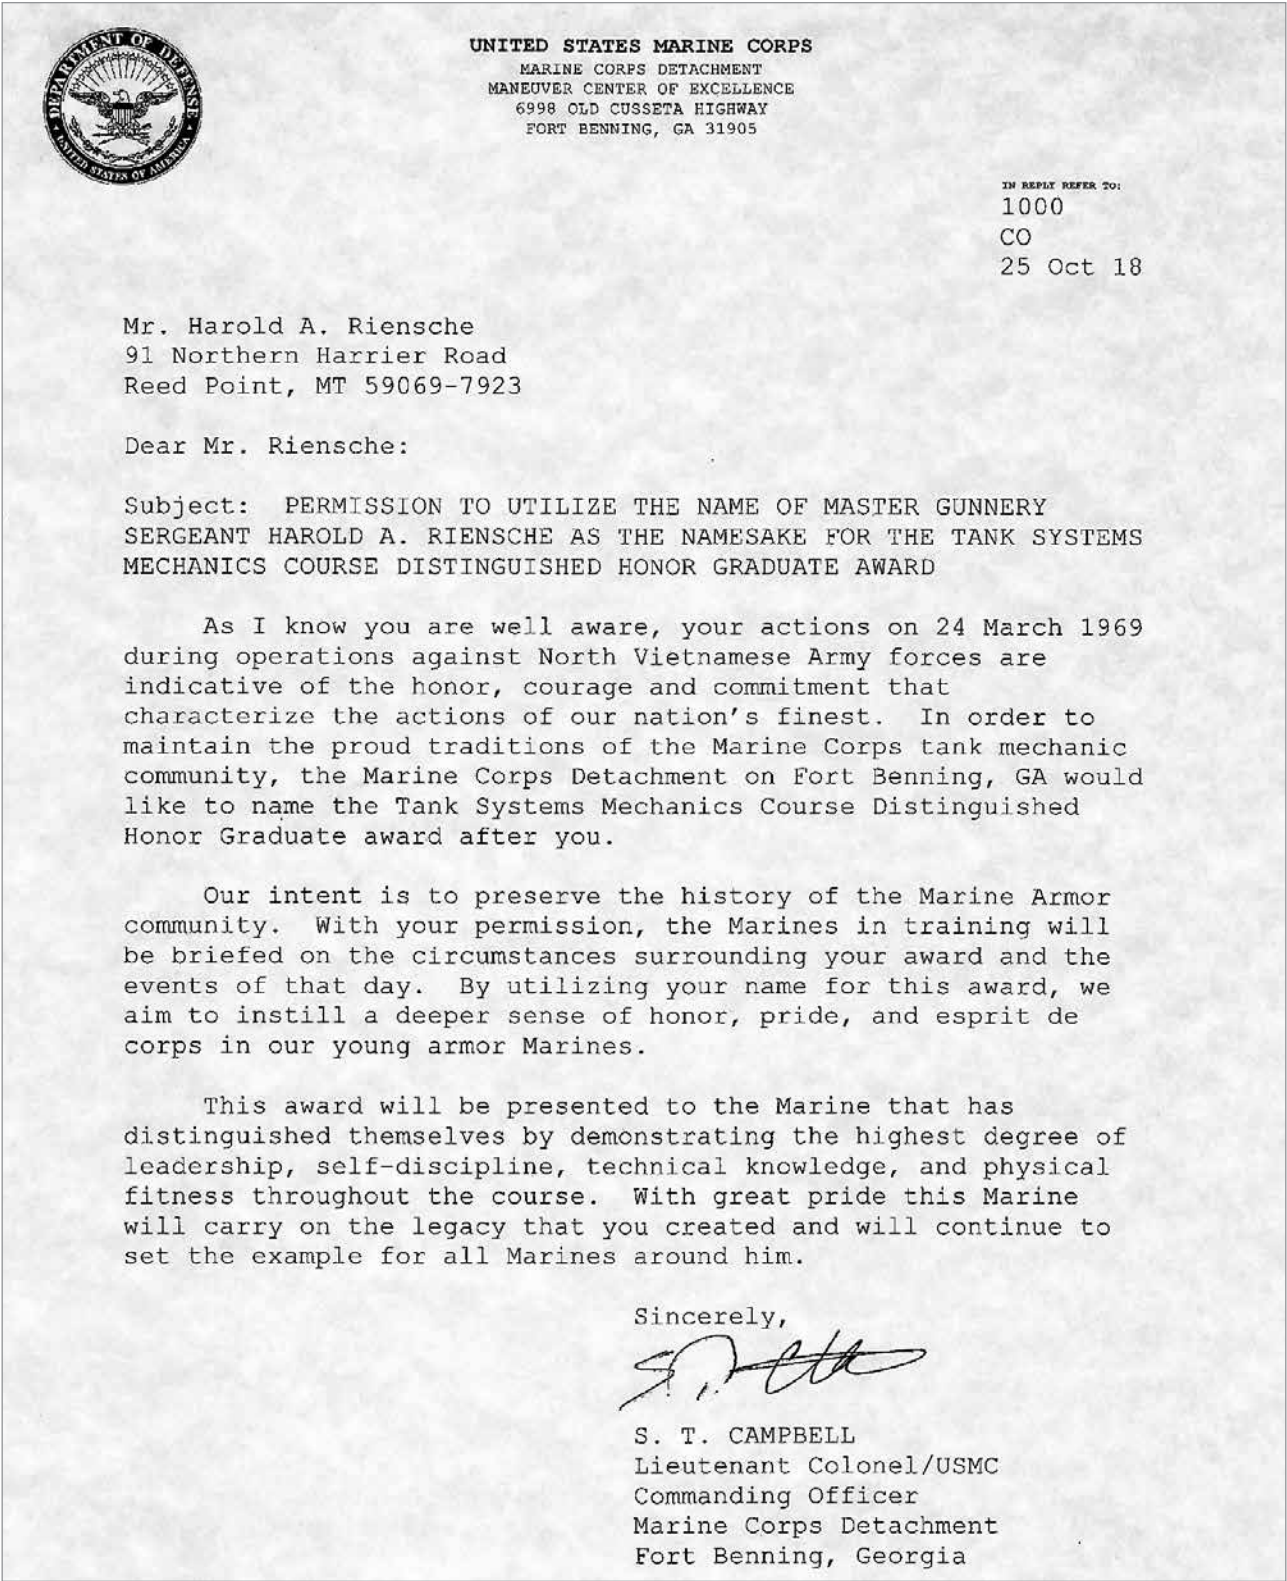 DEPARTMENT OF DEFENSE
UNITED STATES OF AMERICA
UNITED STATES MARINE CORPS
MARINE CORPS DETACHMENT
MANEUVER CENTER OF EXCELLENCE
6998 OLD CUSSETA HIGHWAY
FORT BENNING, GA 31905
IN REPLY REFER TO:
1000
CO
25 Oct 18
Mr. Harold A. Riensche
91 Northern Harrier Road
Reed Point, MT 59069-7923
Dear Mr. Riensche:
Subject: PERMISSION TO UTILIZE THE NAME OF MASTER GUNNERY
SERGEANT HAROLD A. RIENSCHE AS THE NAMESAKE FOR THE TANK SYSTEMS
MECHANICS COURSE DISTINGUISHED HONOR GRADUATE AWARD
As I know you are well aware, your actions on 24 March 1969
during operations against North Vietnamese Army forces are
indicative of the honor, courage and commitment that
characterize the actions of our nation's finest. In order to
maintain the proud traditions of the Marine Corps tank mechanic
community, the Marine Corps Detachment on Fort Benning, GA would
like to name the Tank Systems Mechanics Course Distinguished
Honor Graduate award after you.
Our intent is to preserve the history of the Marine Armor
community. With your permission, the Marines in training will
be briefed on the circumstances surrounding your award and the
events of that day. By utilizing your name for this award, we
aim to instill a deeper sense of honor, pride, and esprit de
corps in our young armor Marines.
This award will be presented to the Marine that has
distinguished themselves by demonstrating the highest degree of
leadership, self-discipline, technical knowledge, and physical
fitness throughout the course. With great pride this Marine
will carry on the legacy that you created and will continue to
set the example for all Marines around him.
Sincerely,
S. T. CAMPBELL
Lieutenant Colonel/USMC
Commanding Officer
Marine Corps Detachment
Fort Benning, Georgia